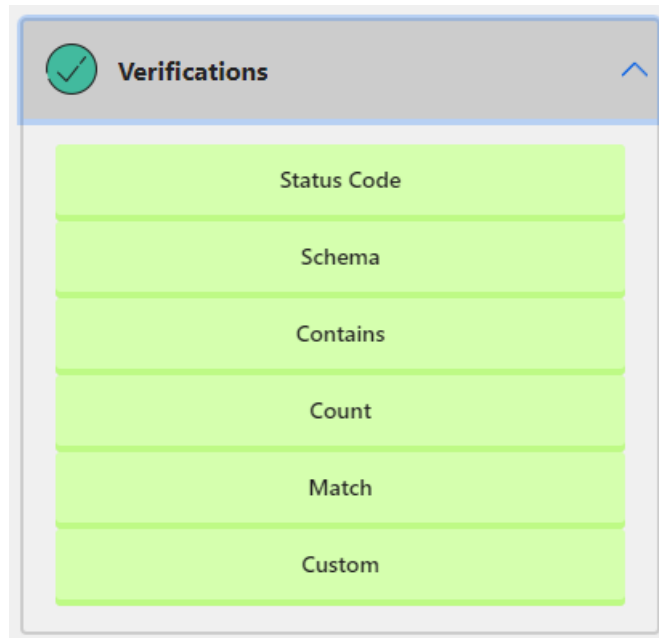 Verifications
Status Code
Schema
Contains
Count
Match
Custom